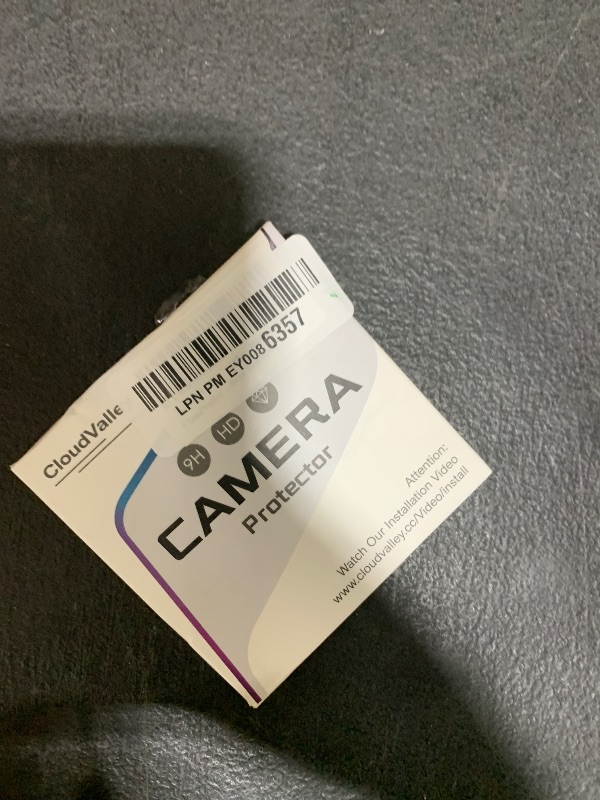 LPN PM EY0086357
CloudValle
9H HD
CAMERA
Protector
Attention:
Watch Our Installation Video
www.cloudvalley.cc/Video/install